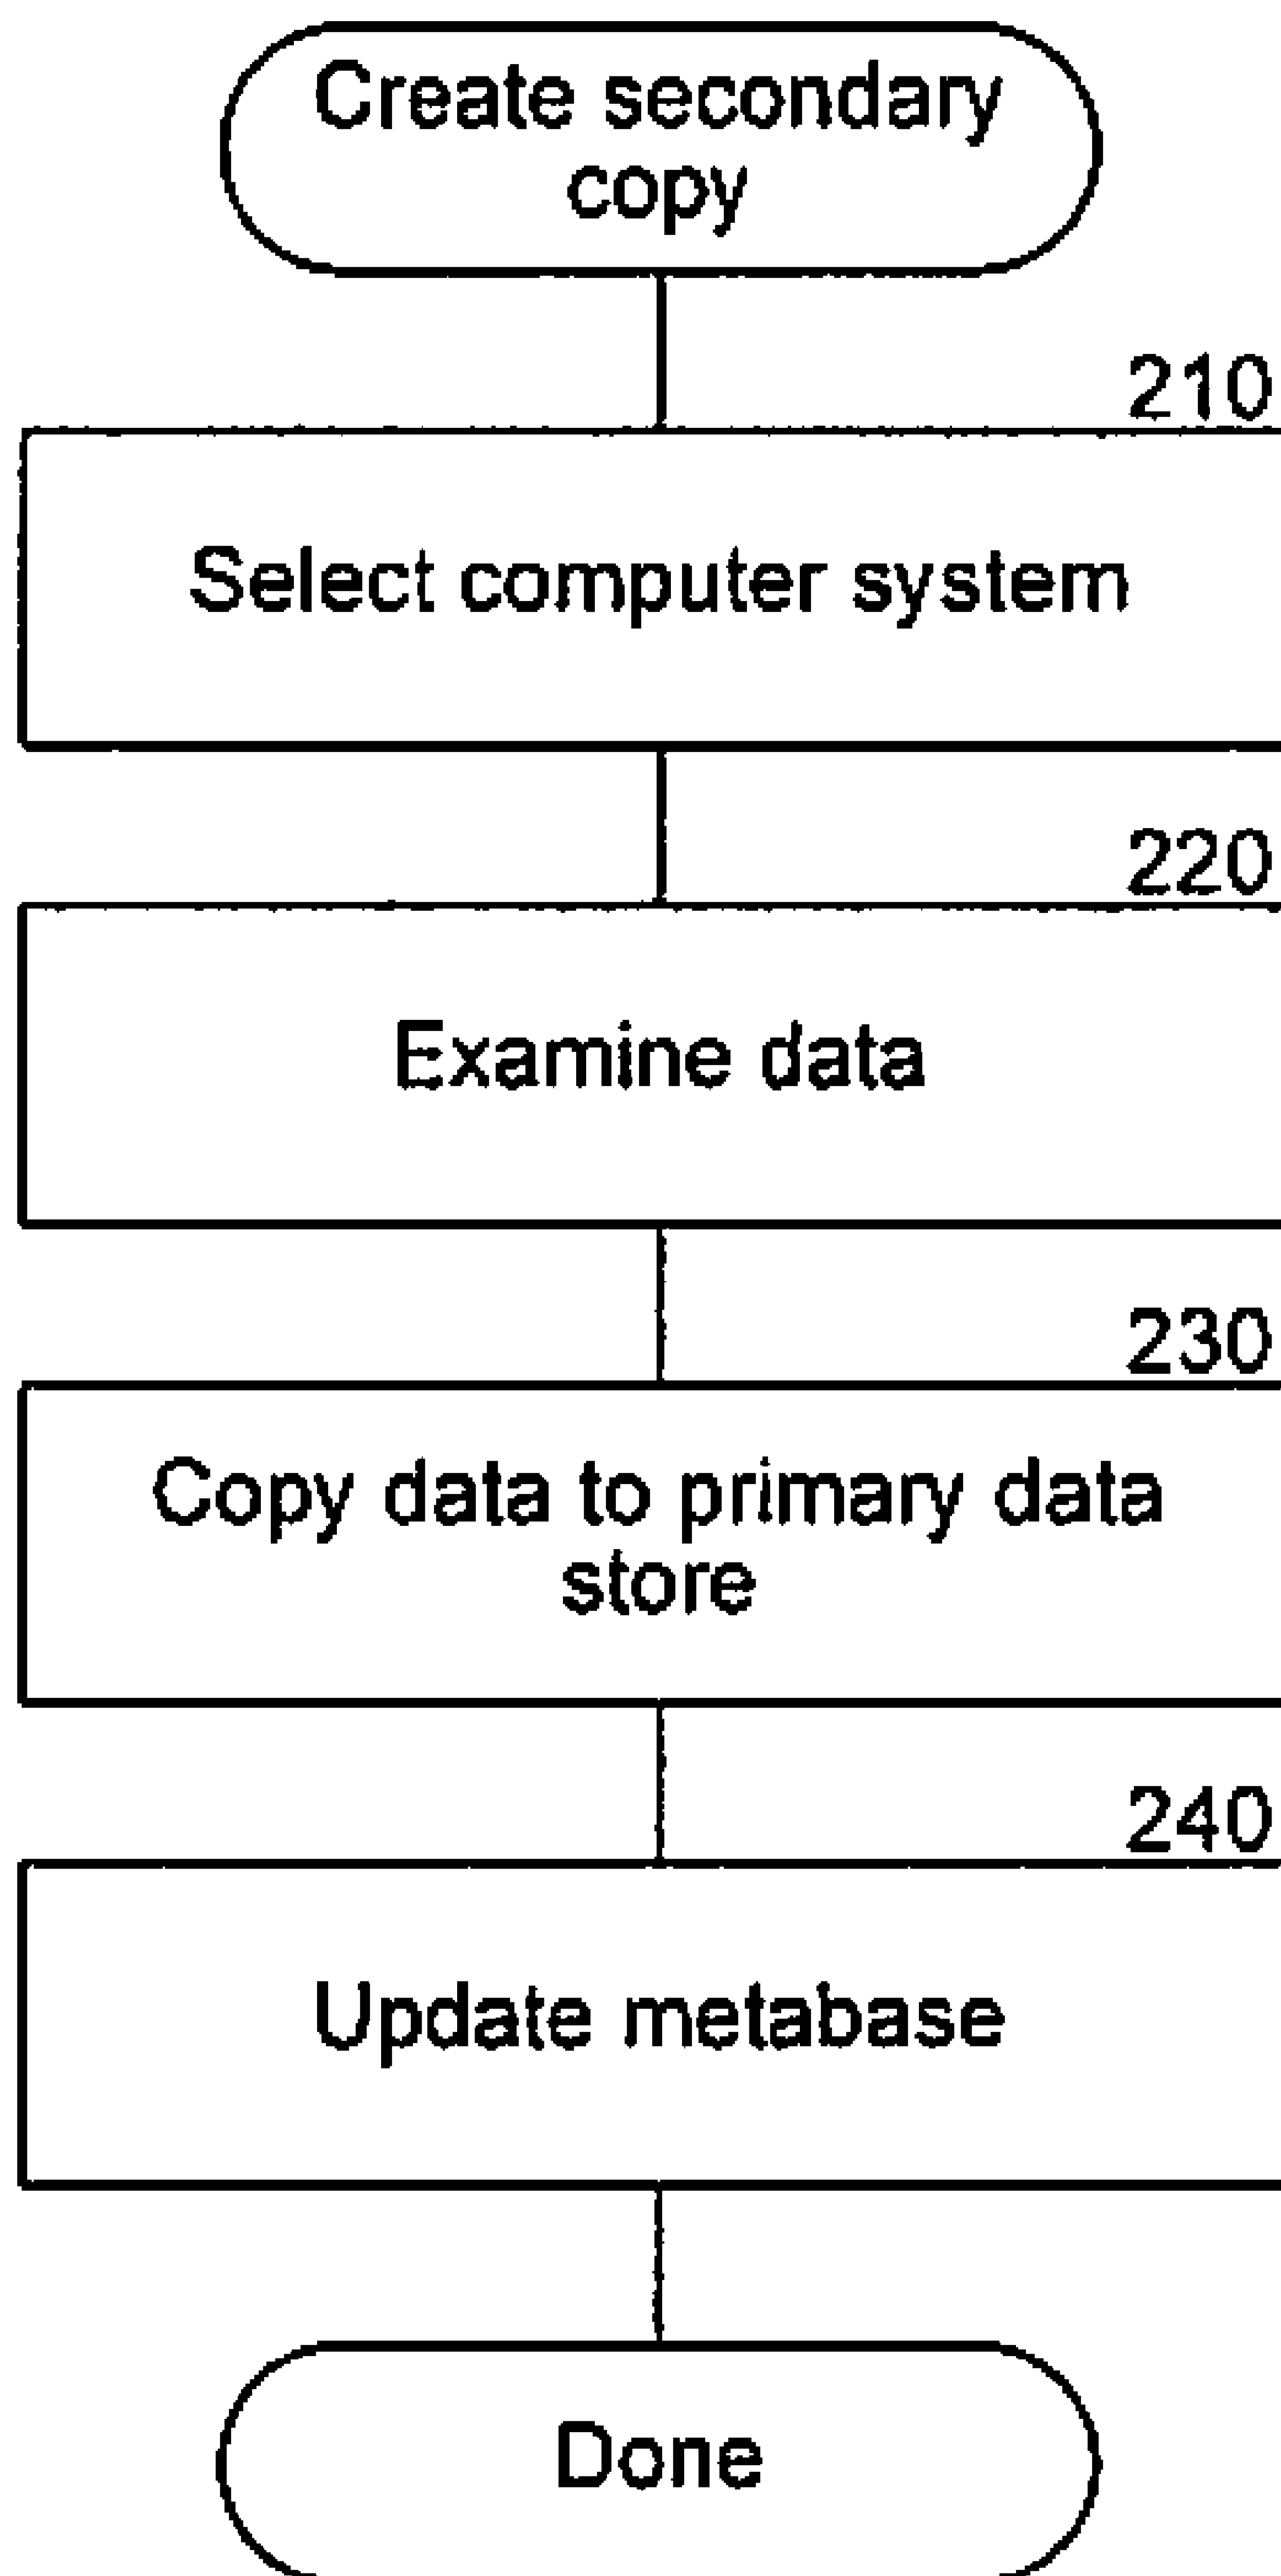 Create secondary
copy
210
Select computer system
220
Examine data
230
Copy data to primary data
store
240
Update metabase
Done